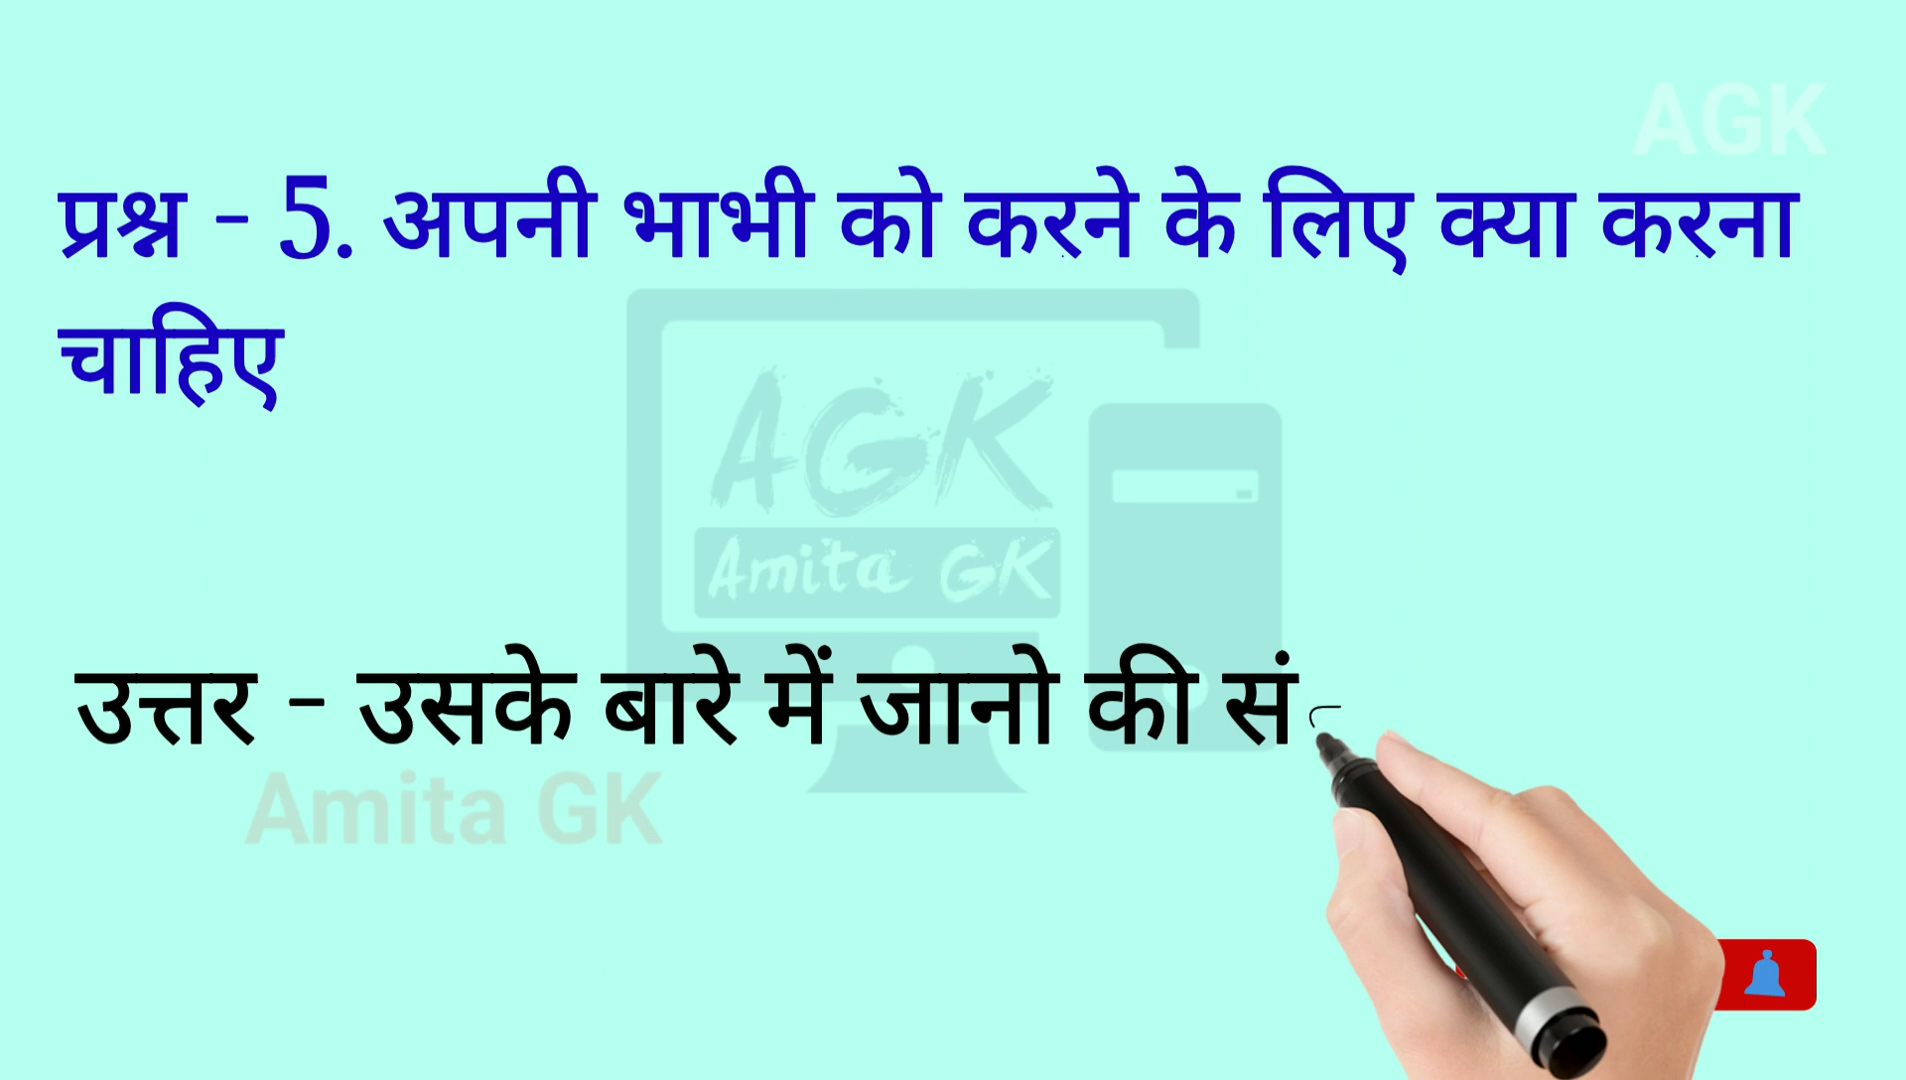 AGK
प्रश्न - 5. अपनी भाभी को करने के लिए क्या करना
चाहिए
AGK
Amita GK
उत्तर - उसके बारे में जानो की सं
Amita GK